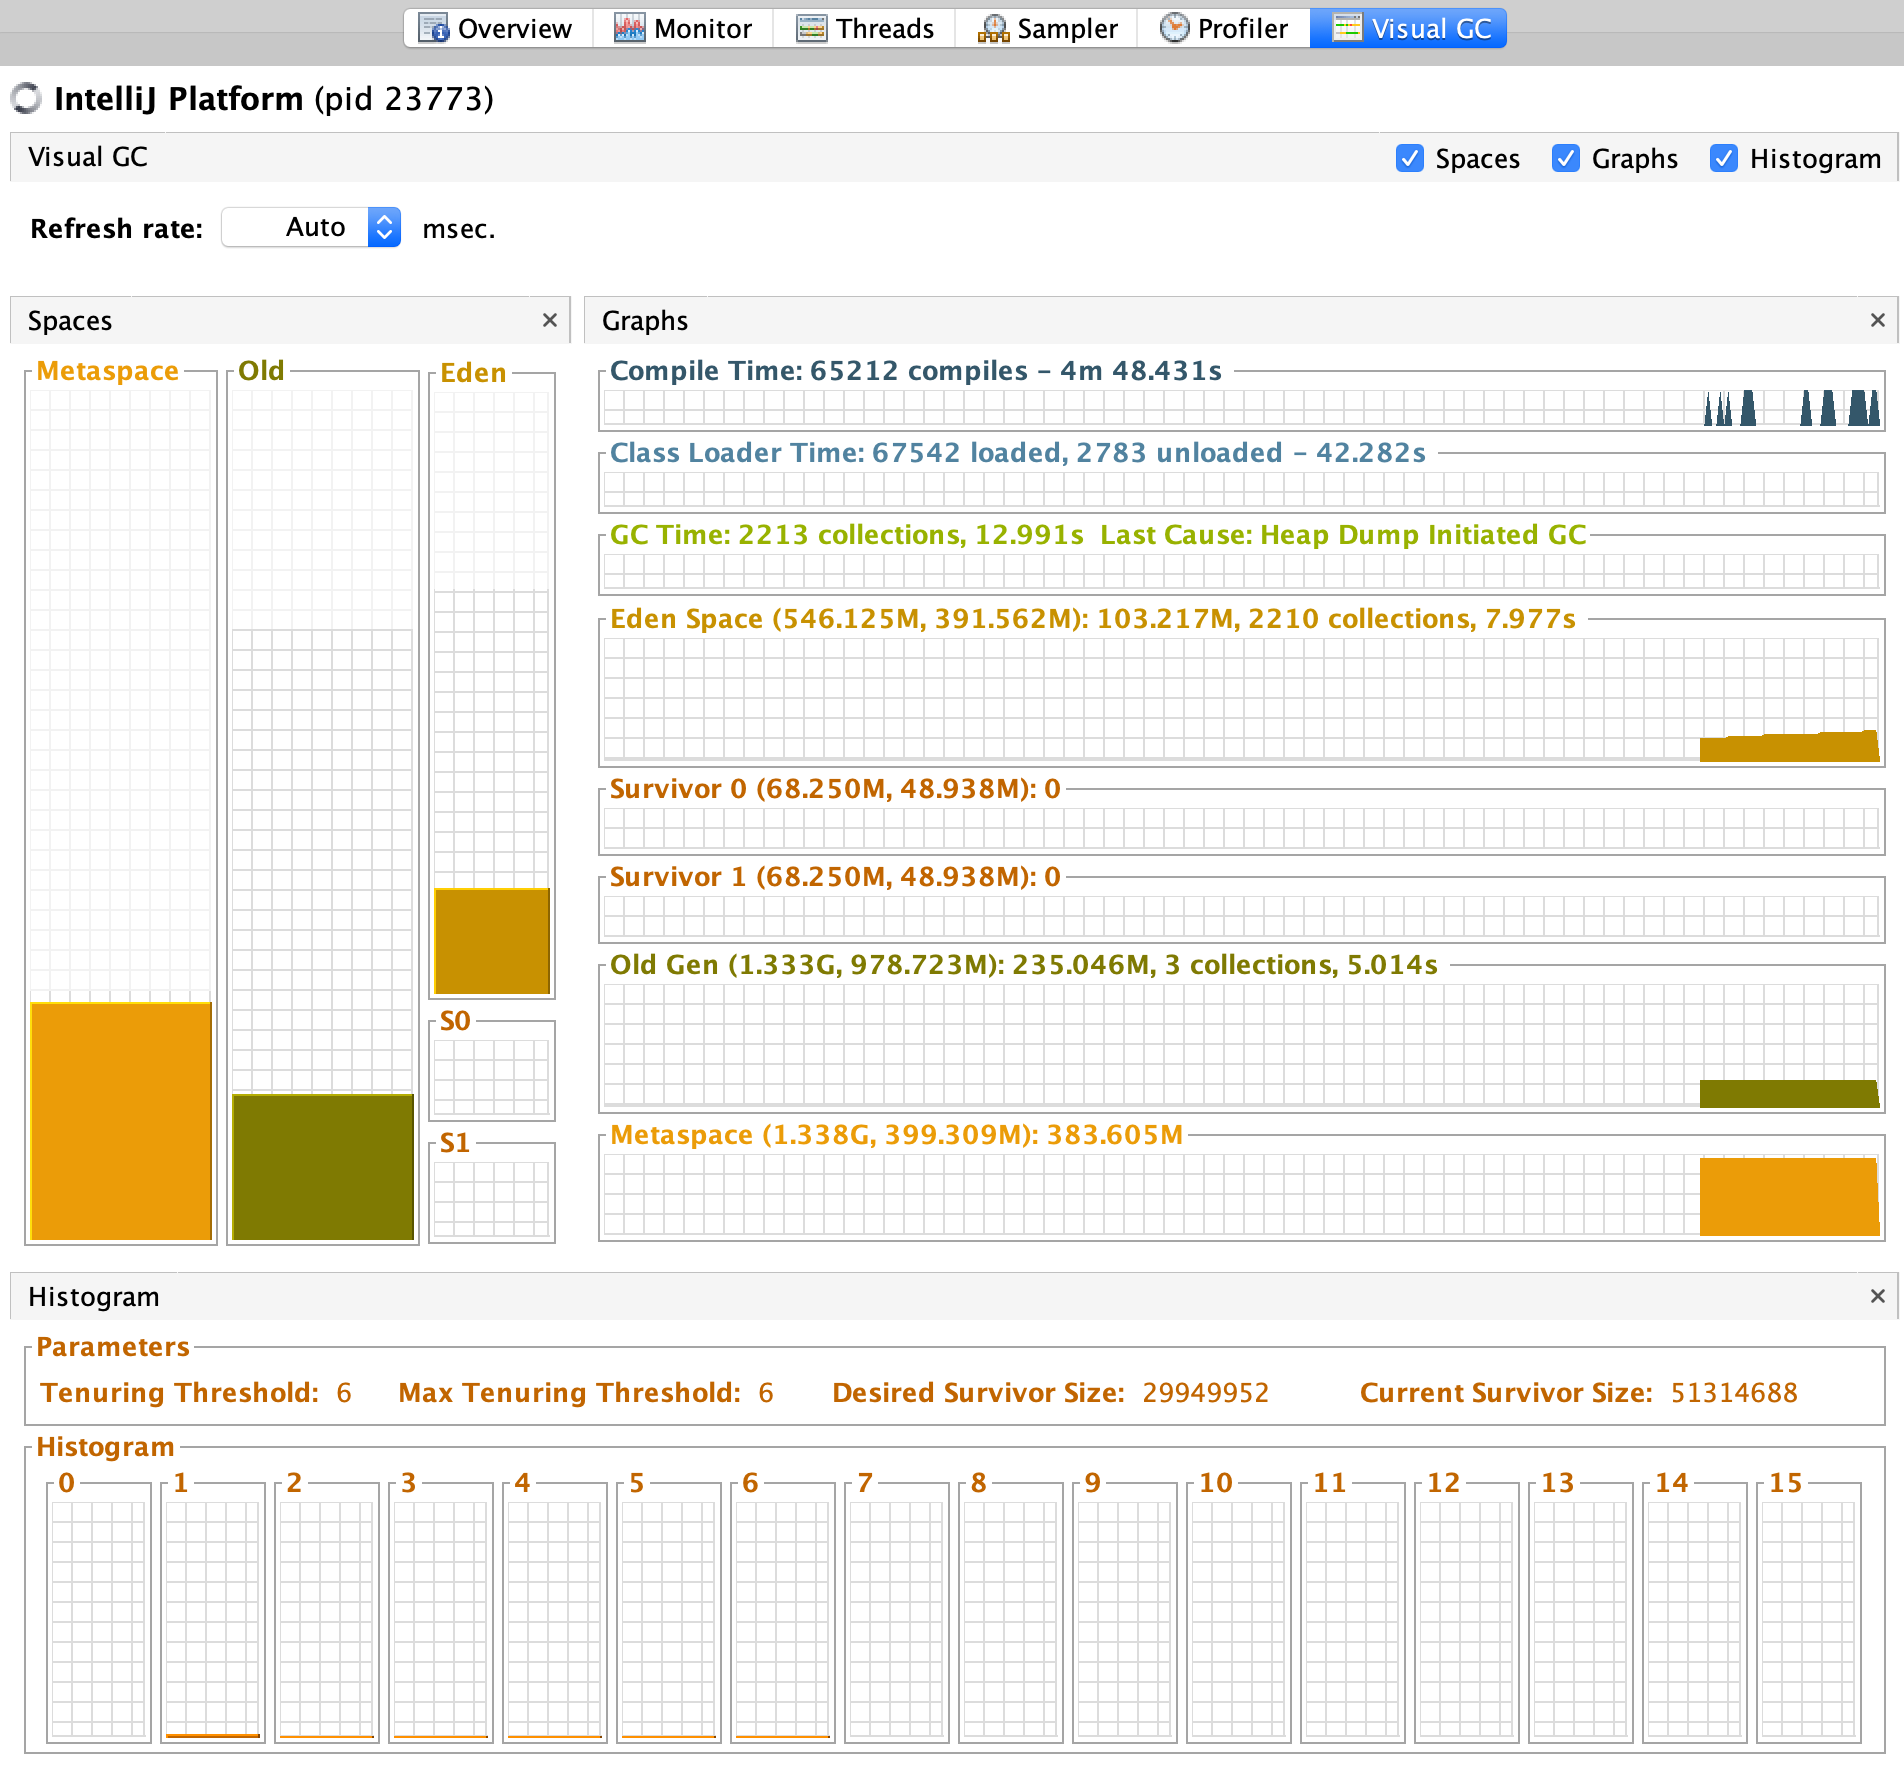 Overview Monitor Threads Sampler Profiler Visual GC
IntelliJ Platform (pid 23773)
Visual GC Spaces Graphs Histogram
Refresh rate: Auto msec.
Spaces × Graphs ×
Metaspace Old Eden
S0
S1
Compile Time: 65212 compiles – 4m 48.431s
Class Loader Time: 67542 loaded, 2783 unloaded – 42.282s
GC Time: 2213 collections, 12.991s Last Cause: Heap Dump Initiated GC
Eden Space (546.125M, 391.562M): 103.217M, 2210 collections, 7.977s
Survivor 0 (68.250M, 48.938M): 0
Survivor 1 (68.250M, 48.938M): 0
Old Gen (1.333G, 978.723M): 235.046M, 3 collections, 5.014s
Metaspace (1.338G, 399.309M): 383.605M
Histogram ×
Parameters
Tenuring Threshold: 6 Max Tenuring Threshold: 6 Desired Survivor Size: 29949952 Current Survivor Size: 51314688
Histogram
0 1 2 3 4 5 6 7 8 9 10 11 12 13 14 15